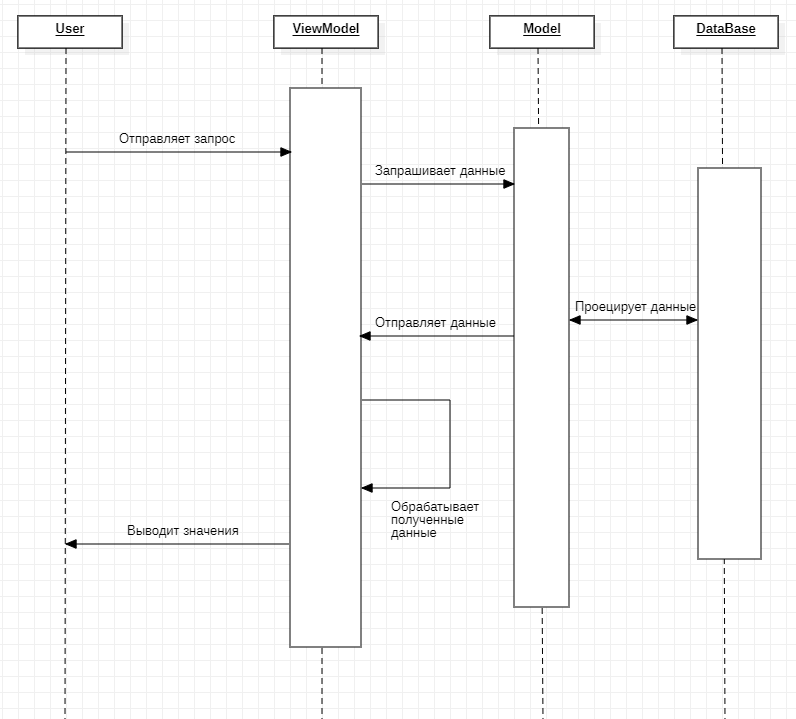 User
ViewModel
Model
DataBase
Отправляет запрос
Запрашивает данные
Проецирует данные
Отправляет данные
Обрабатывает
полученные
данные
Выводит значения